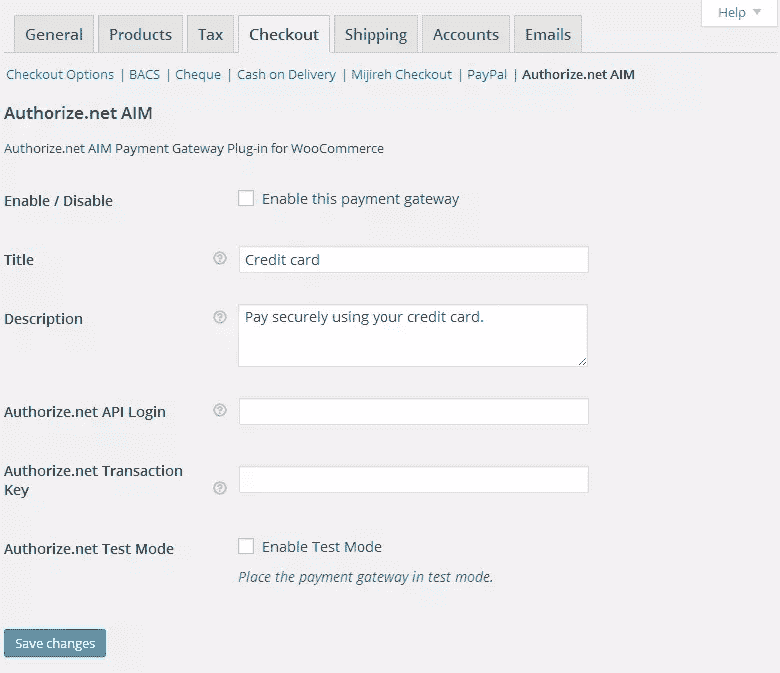 Help
General Products Tax Checkout Shipping Accounts Emails
Checkout Options | BACS | Cheque | Cash on Delivery | Mijireh Checkout | PayPal | Authorize.net AIM
Authorize.net AIM
Authorize.net AIM Payment Gateway Plug-in for WooCommerce
Enable / Disable Enable this payment gateway
Title ? Credit card
Description ? Pay securely using your credit card.
Authorize.net API Login ?
Authorize.net Transaction
Key ?
Authorize.net Test Mode Enable Test Mode
Place the payment gateway in test mode.
Save changes